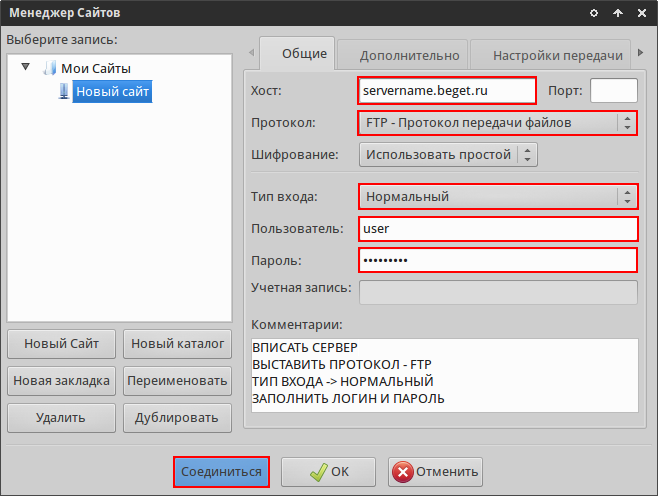 Менеджер Сайтов
Выберите запись:
Мои Сайты
Новый сайт
Новый Сайт
Новый каталог
Новая закладка
Переименовать
Удалить
Дублировать
Общие
Дополнительно
Настройки передачи
Хост:
servername.beget.ru
Порт:
Протокол:
FTP - Протокол передачи файлов
Шифрование:
Использовать простой
Тип входа:
Нормальный
Пользователь:
user
Пароль:
•••••••••
Учетная запись:
Комментарии:
ВПИСАТЬ СЕРВЕР
ВЫСТАВИТЬ ПРОТОКОЛ - FTP
ТИП ВХОДА -> НОРМАЛЬНЫЙ
ЗАПОЛНИТЬ ЛОГИН И ПАРОЛЬ
Соединиться
OK
Отменить